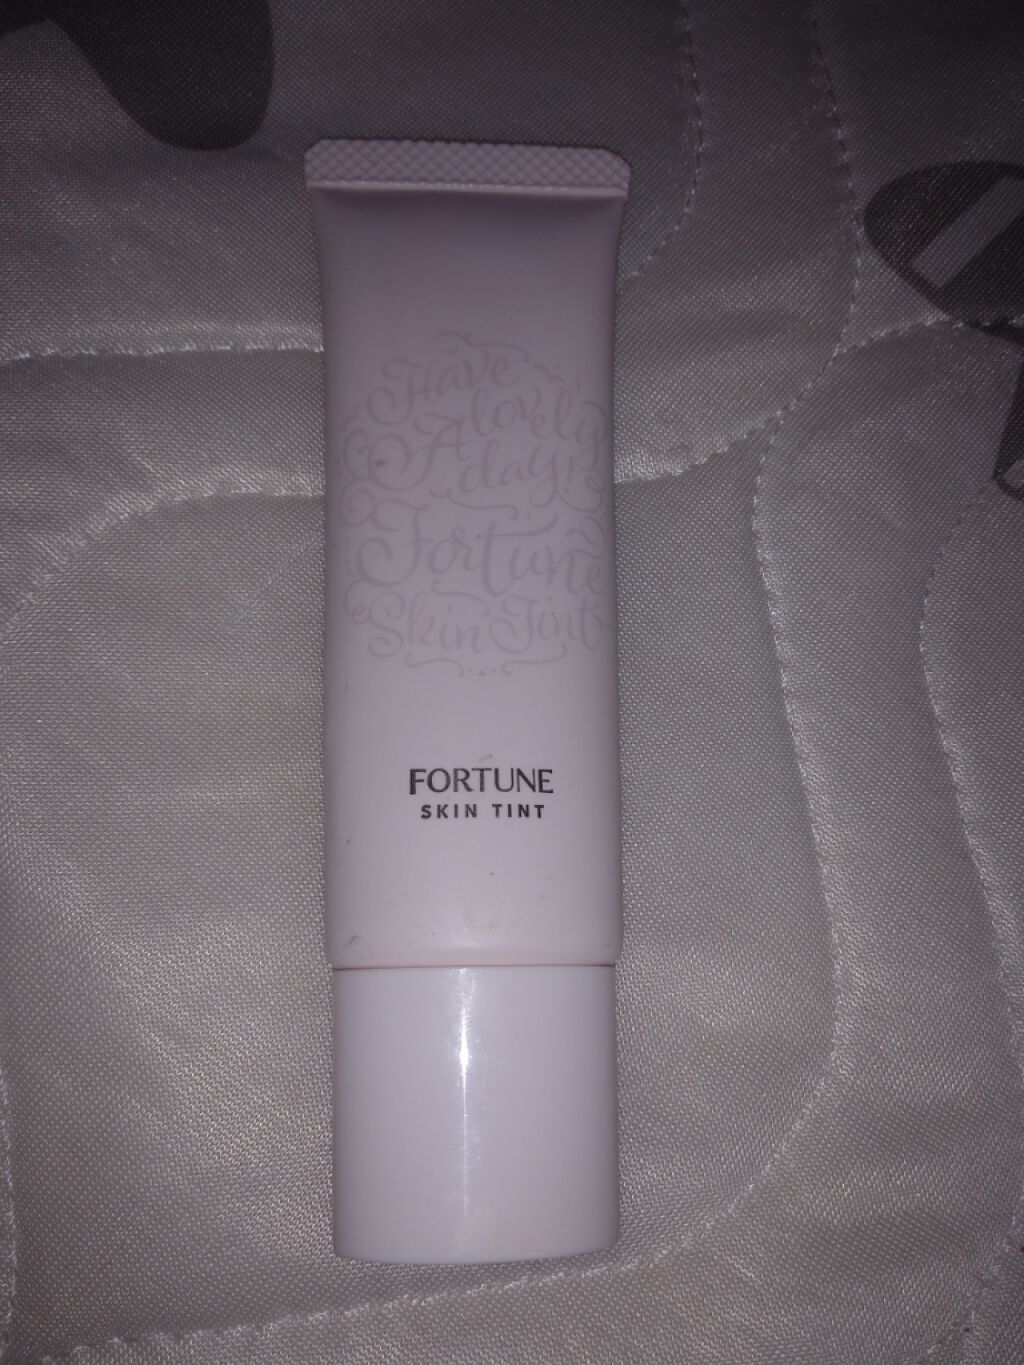 Have
A lovely
day!
Fortune
Skin Tint
FORTUNE
SKIN TINT